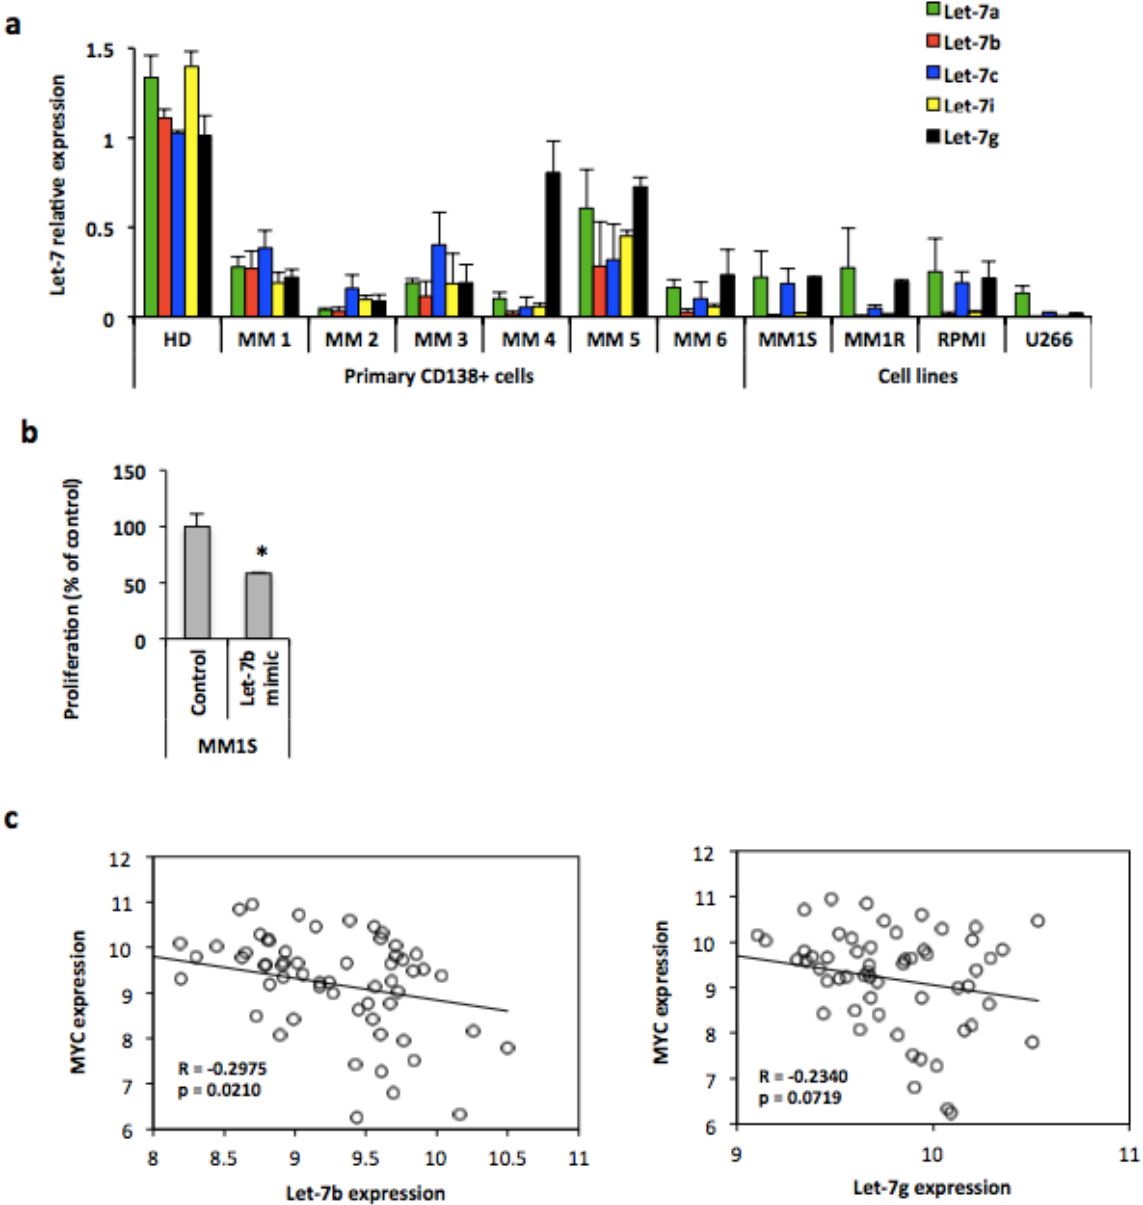 a
Let-7a
Let-7b
Let-7c
Let-7i
Let-7g
Let-7 relative expression
1.5
1
0.5
0
HD MM 1 MM 2 MM 3 MM 4 MM 5 MM 6 MM1S MM1R RPMI U266
Primary CD138+ cells Cell lines
b
Proliferation (% of control)
150
100
50
0
*
Control
Let-7b
mimic
MM1S
c
MYC expression
12
11
10
9
8
7
6
R = -0.2975
p = 0.0210
8 8.5 9 9.5 10 10.5 11
Let-7b expression
MYC expression
12
11
10
9
8
7
6
R = -0.2340
p = 0.0719
9 10 11
Let-7g expression